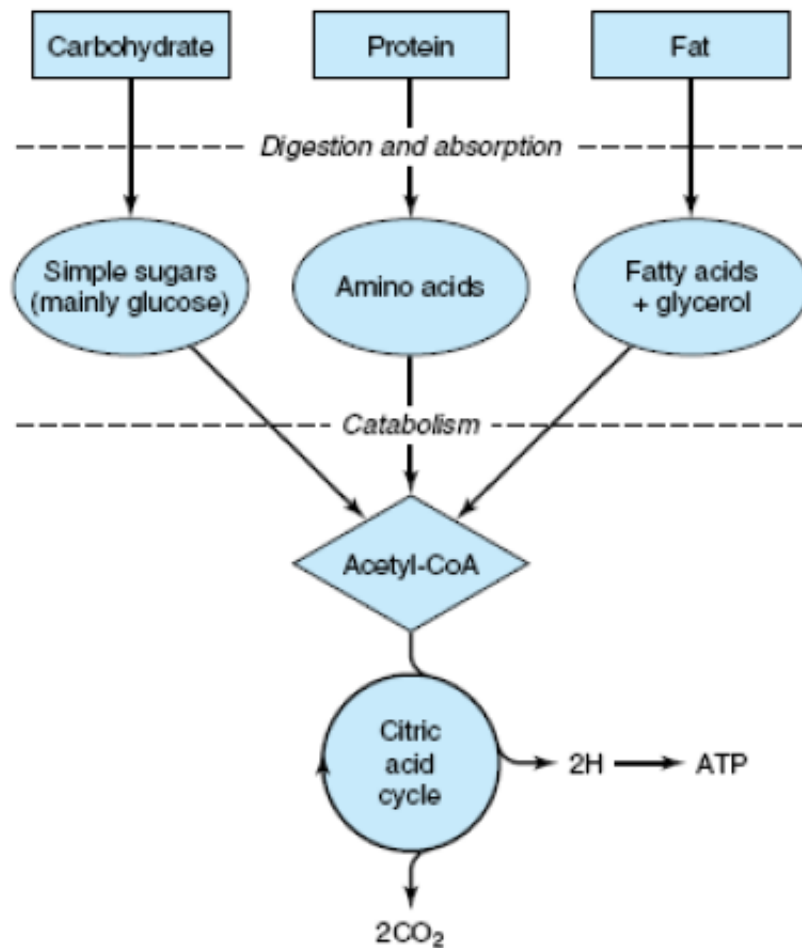 Carbohydrate
Protein
Fat
Digestion and absorption
Simple sugars
(mainly glucose)
Amino acids
Fatty acids
+ glycerol
Catabolism
Acetyl-CoA
Citric
acid
cycle
2H
ATP
2CO₂